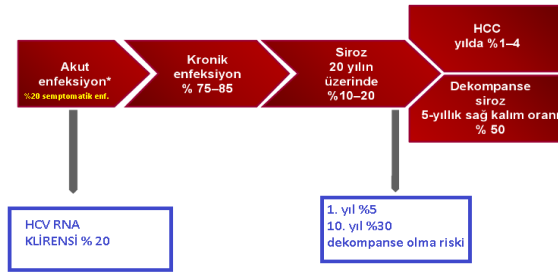 Akut
enfeksiyon*
%20 semptomatik enf.
Kronik
enfeksiyon
% 75–85
Siroz
20 yılın
üzerinde
%10–20
HCC
yılda %1–4
Dekompanse
siroz
5-yıllık sağ kalım oranı
% 50
HCV RNA
KLİRENSİ % 20
1. yıl %5
10. yıl %30
dekompanse olma riski